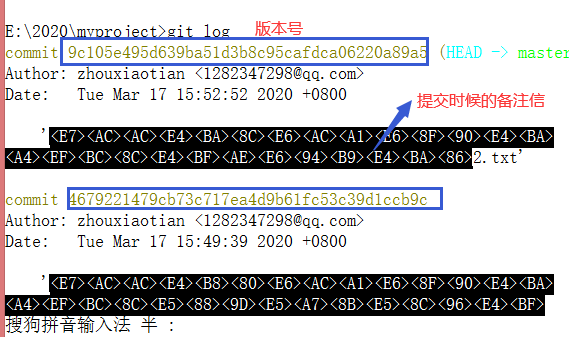 E:\2020\myproject>git log
版本号
commit 9c105e495d639ba51d3b8c95cafdca06220a89a5 (HEAD -> master
Author: zhouxiaotian <1282347298@qq.com>
Date:   Tue Mar 17 15:52:52 2020 +0800
提交时候的备注信
'<E7><AC><AC><E4><BA><8C><E6><AC><A1><E6><8F><90><E4><BA>
<A4><EF><BC><8C><E4><BF><AE><E6><94><B9><E4><BA><86>2.txt'
commit 4679221479cb73c717ea4d9b61fc53c39d1ccb9c
Author: zhouxiaotian <1282347298@qq.com>
Date:   Tue Mar 17 15:49:39 2020 +0800
'<E7><AC><AC><E4><B8><80><E6><AC><A1><E6><8F><90><E4><BA>
<A4><EF><BC><8C><E5><88><9D><E5><A7><8B><E5><8C><96><E4><BF>
搜狗拼音输入法 半 :